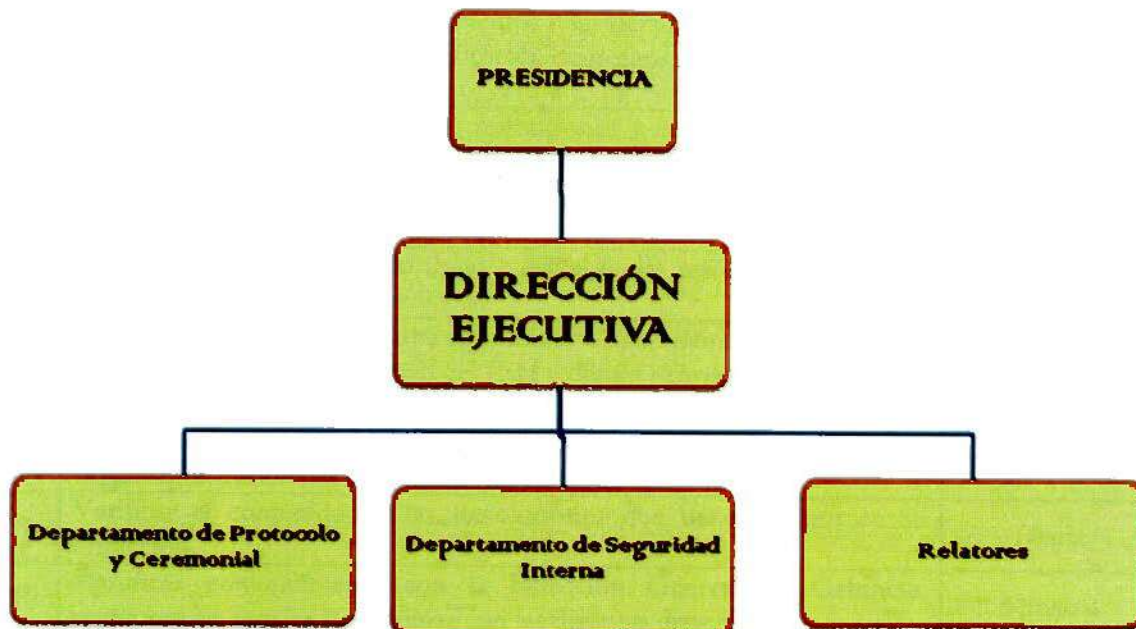 PRESIDENCIA
DIRECCIÓN
EJECUTIVA
Departamento de Protocolo
y Ceremonial
Departamento de Seguridad
Interna
Relatores